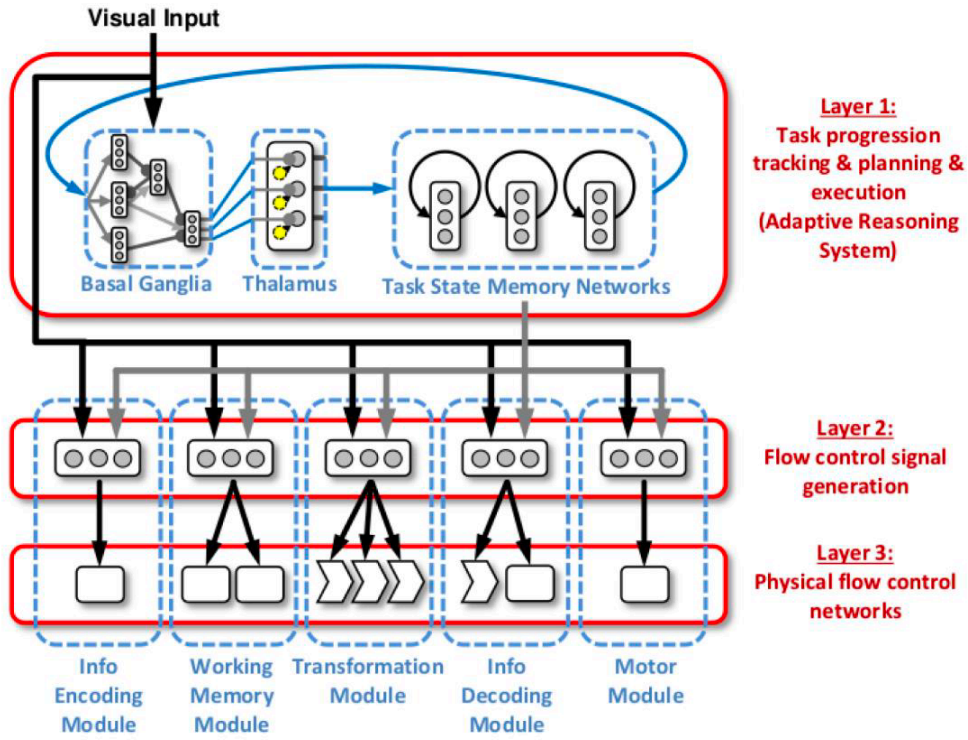 Visual Input
Basal Ganglia
Thalamus
Task State Memory Networks
Layer 1:
Task progression
tracking & planning &
execution
(Adaptive Reasoning
System)
Layer 2:
Flow control signal
generation
Layer 3:
Physical flow control
networks
Info
Encoding
Module
Working
Memory
Module
Transformation
Module
Info
Decoding
Module
Motor
Module